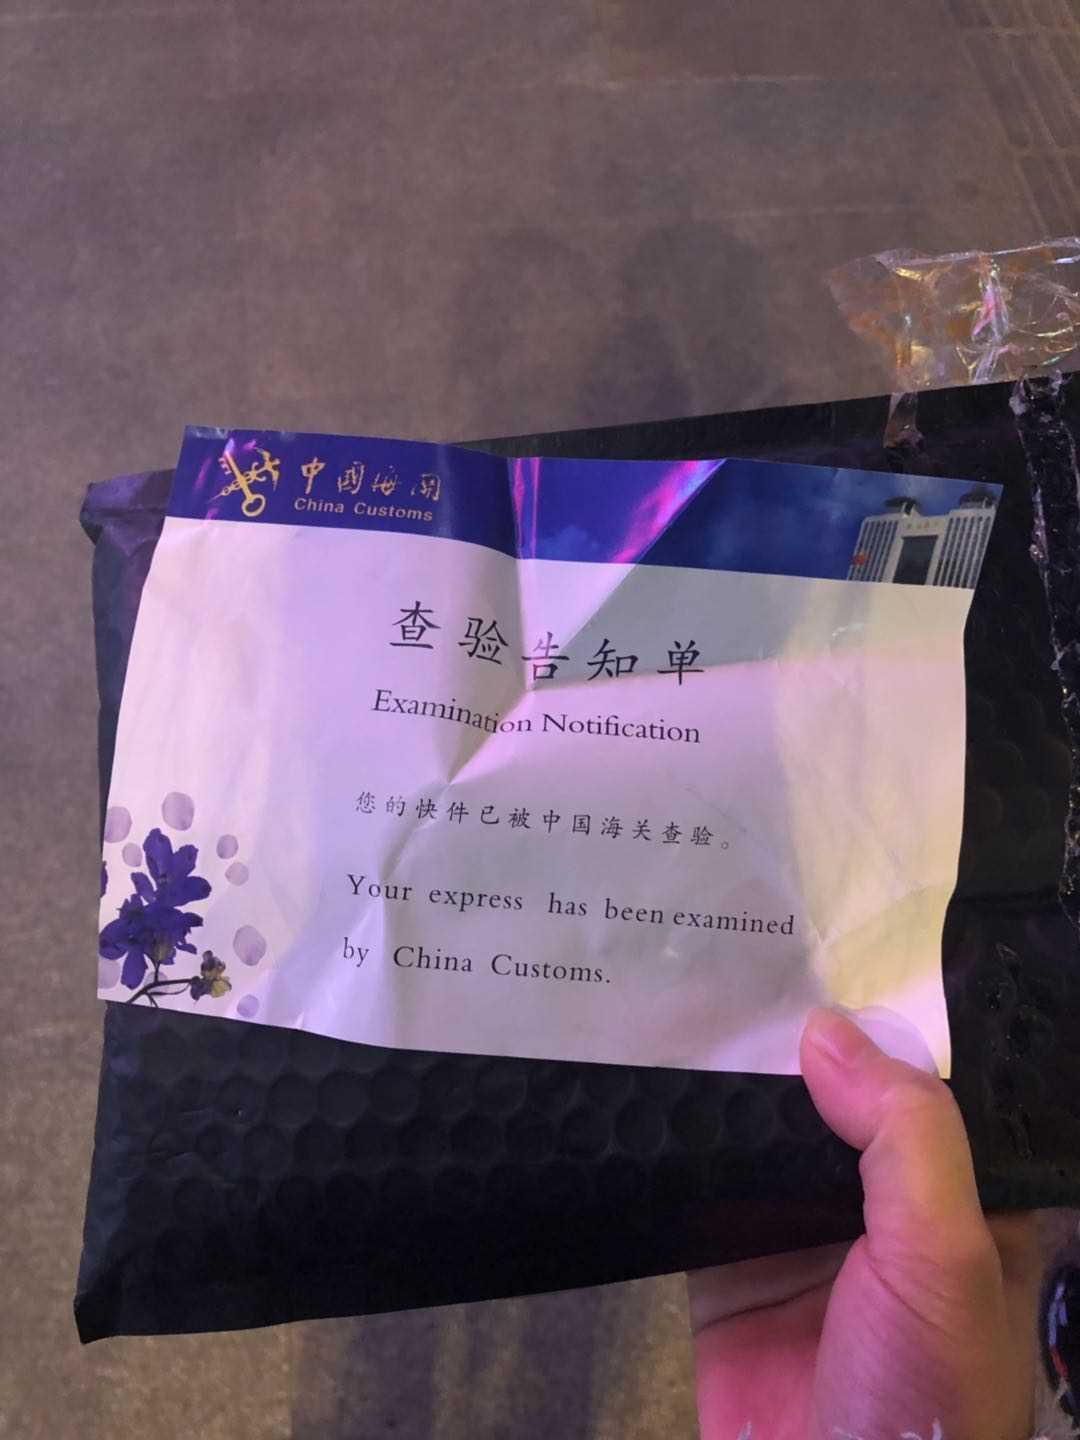 中国海关
China Customs
查验告知单
Examination Notification
您的快件已被中国海关查验。
Your express has been examined
by China Customs.